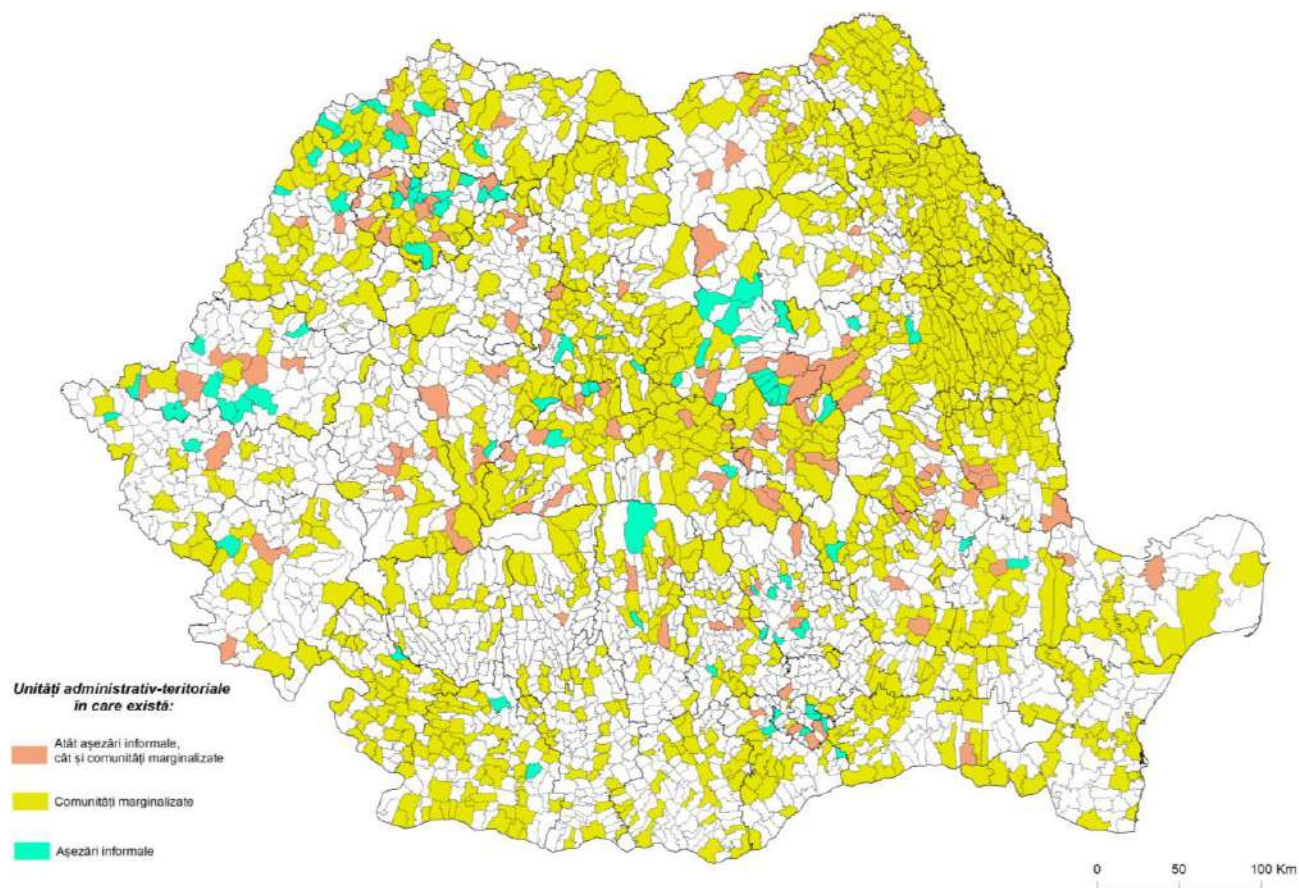 Unități administrativ-teritoriale
în care există:
Atât așezări informale,
cât și comunități marginalizate
Comunități marginalizate
Așezări informale
0 50 100 Km